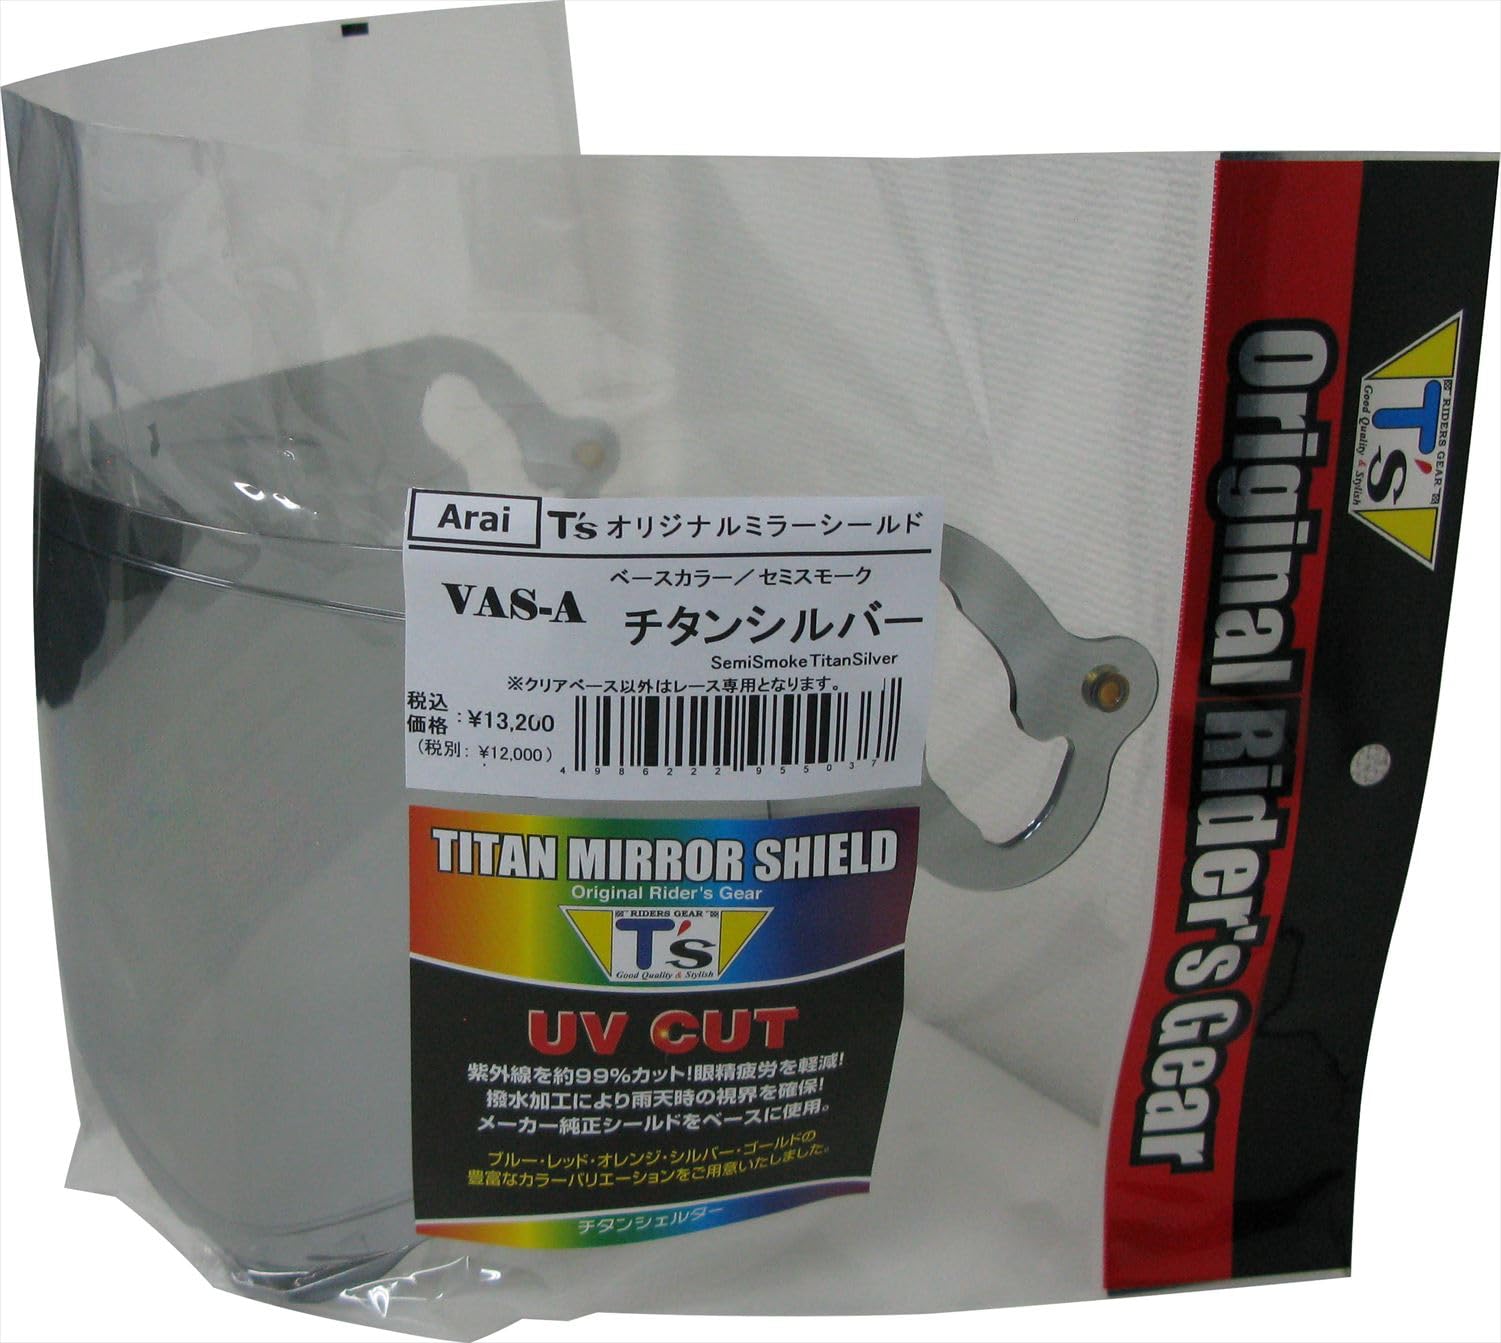 Arai T's オリジナルミラーシールド
ベースカラー／セミスモーク
VAS-A チタンシルバー
SemiSmokeTitanSilver
※クリアベース以外はレース専用となります。
税込
価格:¥13,200
(税別: ¥12,000)
4986222955037
TITAN MIRROR SHIELD
Original Rider's Gear
RIDERS GEAR
T's
Good Quality & Stylish
UV CUT
紫外線を約99%カット!眼精疲労を軽減!
撥水加工により雨天時の視界を確保!
メーカー純正シールドをベースに使用。
ブルー・レッド・オレンジ・シルバー・ゴールドの
豊富なカラーバリエーションをご用意いたしました。
チタンシェルター
Original Rider's Gear
RIDERS GEAR
T's
Good Quality & Stylish